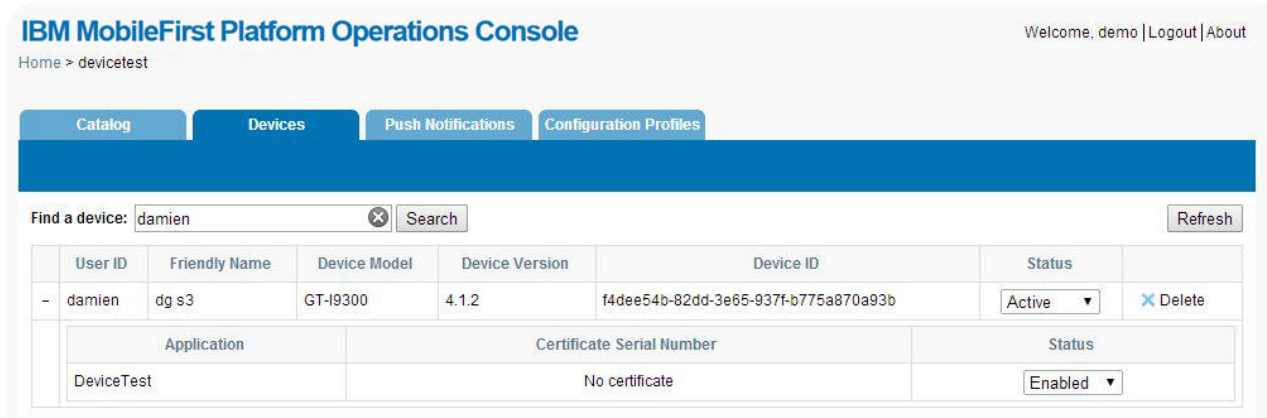 IBM MobileFirst Platform Operations Console
Welcome, demo | Logout | About
Home > devicetest
Catalog Devices Push Notifications Configuration Profiles
Find a device: damien Search Refresh
User ID Friendly Name Device Model Device Version Device ID Status
– damien dg s3 GT-I9300 4.1.2 f4dee54b-82dd-3e65-937f-b775a870a93b Active Delete
Application Certificate Serial Number Status
DeviceTest No certificate Enabled